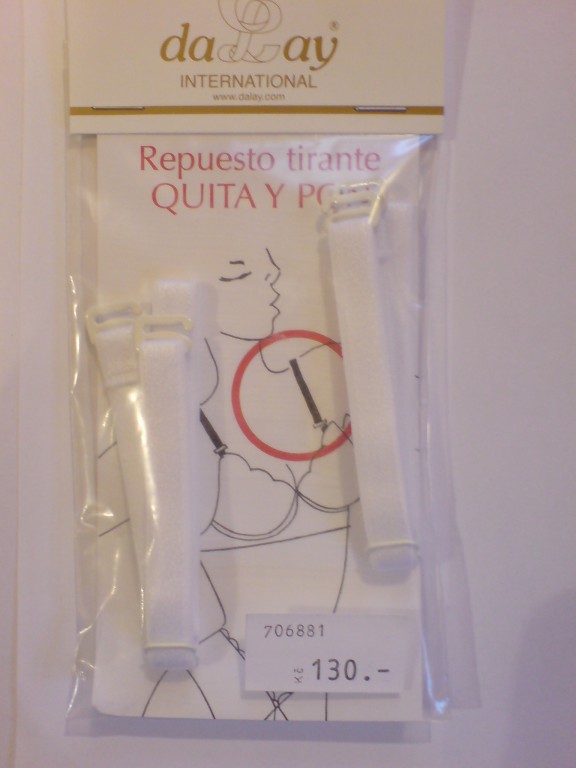 daLay®
INTERNATIONAL
www.dalay.com
Repuesto tirante
QUITA Y
706881
Kč 130.-